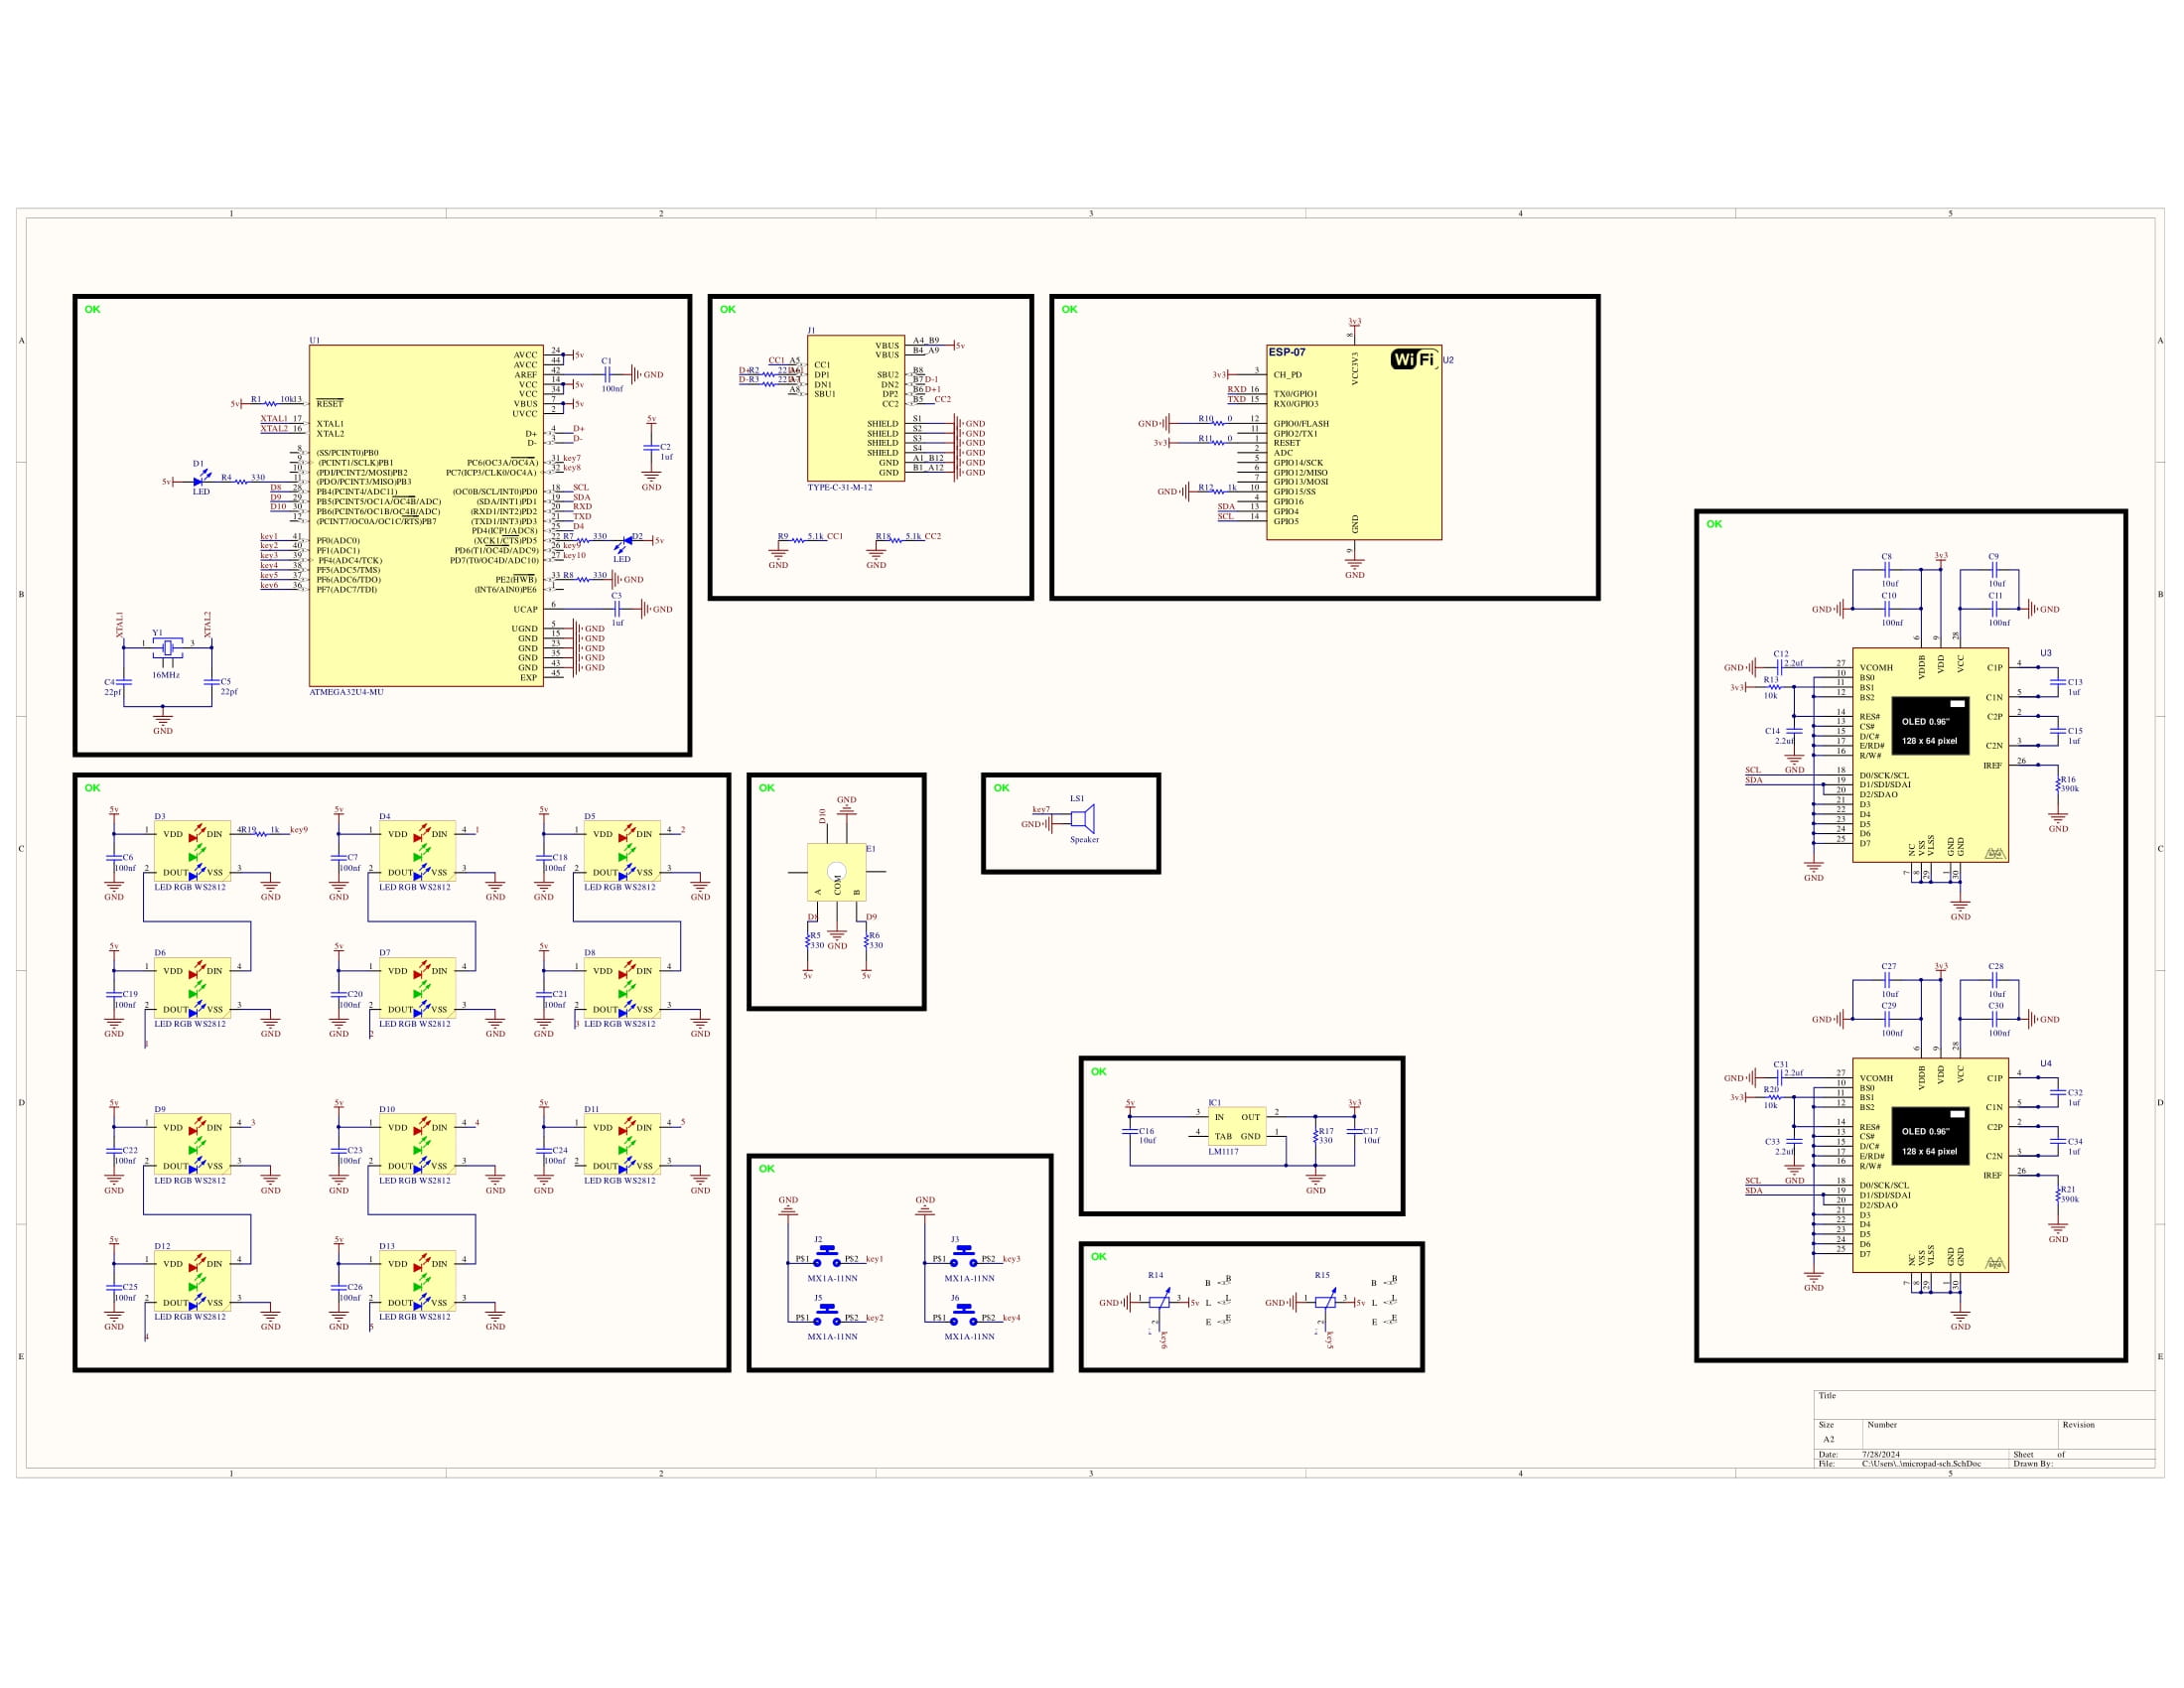 1 2 3 4 5
A
B
C
D
E
OK
U1
ATMEGA32U4-MU
5v R1 10k 13 RESET
XTAL1 17 XTAL1
XTAL2 16 XTAL2
8 (SS/PCINT0)PB0
9 (PCINT1/SCLK)PB1
10 (PDI/PCINT2/MOSI)PB2
5v D1 LED R4 330 11 (PDO/PCINT3/MISO)PB3
D8 28 PB4(PCINT4/ADC11)
D9 29 PB5(PCINT5/OC1A/OC4B/ADC)
D10 30 PB6(PCINT6/OC1B/OC4B/ADC)
12 (PCINT7/OC0A/OC1C/RTS)PB7
key1 41 PF0(ADC0)
key2 40 PF1(ADC1)
key3 39 PF4(ADC4/TCK)
key4 38 PF5(ADC5/TMS)
key5 37 PF6(ADC6/TDO)
key6 36 PF7(ADC7/TDI)
AVCC 24 5v
AVCC 44
AREF 42 C1 100nf GND
VCC 14 5v
VCC 34
VBUS 7 5v
UVCC 2
D+ 4 D+
D- 3 D-
PC6(OC3A/OC4A) 31 key7
PC7(ICP3/CLK0/OC4A) 32 key8
(OC0B/SCL/INT0)PD0 18 SCL
(SDA/INT1)PD1 19 SDA
(RXD1/INT2)PD2 20 RXD
(TXD1/INT3)PD3 21 TXD
PD4(ICP1/ADC8) 25 D4
(XCK1/CTS)PD5 22 R7 330 D2 LED 5v
PD6(T1/OC4D/ADC9) 26 key9
PD7(T0/OC4D/ADC10) 27 key10
PE2(HWB) 33 R8 330 GND
(INT6/AIN0)PE6 1
UCAP 6 C3 1uf GND
UGND 5 GND
GND 15 GND
GND 23 GND
GND 35 GND
GND 43 GND
EXP 45
5v C2 1uf GND
XTAL1 XTAL2
Y1 1 3 16MHz
C4 22pf C5 22pf
GND
OK
J1
TYPE-C-31-M-12
CC1 A5 CC1
D+ R2 22 DP1
D- R3 22 DN1
A8 SBU1
VBUS A4_B9 5v
VBUS B4_A9
SBU2 B8
DN2 B7 D-1
DP2 B6 D+1
CC2 B5 CC2
SHIELD S1 GND
SHIELD S2 GND
SHIELD S3 GND
SHIELD S4 GND
GND A1_B12 GND
GND B1_A12 GND
R9 5.1k CC1 GND
R18 5.1k CC2 GND
OK
ESP-07 WiFi U2
3v3 8 VCC3V3
3v3 3 CH_PD
RXD 16 TX0/GPIO1
TXD 15 RX0/GPIO3
GND R10 0 12 GPIO0/FLASH
11 GPIO2/TX1
3v3 R11 0 1 RESET
2 ADC
5 GPIO14/SCK
6 GPIO12/MISO
7 GPIO13/MOSI
GND R12 1k 10 GPIO15/SS
4 GPIO16
SDA 13 GPIO4
SCL 14 GPIO5
GND 9 GND
OK
C8 10uf 3v3 C9 10uf
GND C10 100nf C11 100nf GND
6 9 28
VDDB VDD VCC
U3
GND C12 2.2uf 27 VCOMH
10 BS0
3v3 R13 10k 11 BS1
12 BS2
14 RES#
13 CS#
C14 2.2uf GND
15 D/C#
17 E/RD#
16 R/W#
SCL 18 D0/SCK/SCL
SDA 19 D1/SDI/SDAI
20 D2/SDAO
21 D3
22 D4
23 D5
24 D6
25 D7
GND
OLED 0.96"
128 x 64 pixel
C1P 4 C13 1uf
C1N 5
C2P 2 C15 1uf
C2N 3
IREF 26 R16 390k GND
NC VSS VLSS GND GND
7 8 29 1 30
GND
C27 10uf 3v3 C28 10uf
GND C29 100nf C30 100nf GND
6 9 28
VDDB VDD VCC
U4
GND C31 2.2uf 27 VCOMH
10 BS0
3v3 R20 10k 11 BS1
12 BS2
14 RES#
13 CS#
C33 2.2uf GND
15 D/C#
17 E/RD#
16 R/W#
SCL 18 D0/SCK/SCL
SDA 19 D1/SDI/SDAI
20 D2/SDAO
21 D3
22 D4
23 D5
24 D6
25 D7
GND
OLED 0.96"
128 x 64 pixel
C1P 4 C32 1uf
C1N 5
C2P 2 C34 1uf
C2N 3
IREF 26 R21 390k GND
NC VSS VLSS GND GND
7 8 29 1 30
GND
OK
5v D3 1 VDD DIN 4 R19 1k key9
C6 100nf 2 DOUT VSS 3 GND GND
LED RGB WS2812
5v D4 1 VDD DIN 4 1
C7 100nf 2 DOUT VSS 3 GND GND
LED RGB WS2812
5v D5 1 VDD DIN 4 2
C18 100nf 2 DOUT VSS 3 GND GND
LED RGB WS2812
5v D6 1 VDD DIN 4
C19 100nf 2 DOUT VSS 3 GND GND
LED RGB WS2812
1
5v D7 1 VDD DIN 4
C20 100nf 2 DOUT VSS 3 GND GND
LED RGB WS2812
2
5v D8 1 VDD DIN 4
C21 100nf 2 DOUT VSS 3 GND GND
LED RGB WS2812
3
5v D9 1 VDD DIN 4 3
C22 100nf 2 DOUT VSS 3 GND GND
LED RGB WS2812
5v D10 1 VDD DIN 4 4
C23 100nf 2 DOUT VSS 3 GND GND
LED RGB WS2812
5v D11 1 VDD DIN 4 5
C24 100nf 2 DOUT VSS 3 GND GND
LED RGB WS2812
5v D12 1 VDD DIN 4
C25 100nf 2 DOUT VSS 3 GND GND
LED RGB WS2812
4
5v D13 1 VDD DIN 4
C26 100nf 2 DOUT VSS 3 GND GND
LED RGB WS2812
5
OK
GND
D10
E1
A COM B
D8 D9
R5 330 GND R6 330
5v 5v
OK
LS1
key7
GND
Speaker
OK
5v IC1 3v3
3 IN OUT 2
4 TAB GND 1
C16 10uf R17 330 C17 10uf
LM1117
GND
OK
GND GND
J2 PS1 PS2 key1 MX1A-11NN
J3 PS1 PS2 key3 MX1A-11NN
J5 PS1 PS2 key2 MX1A-11NN
J6 PS1 PS2 key4 MX1A-11NN
OK
R14 GND 1 3 5v 2 key6
B B
L L
E E
R15 GND 1 3 5v 2 key5
B B
L L
E E
Title
Size Number Revision
A2
Date: 7/28/2024 Sheet of
File: C:\Users\..\micropad-sch.SchDoc Drawn By:
A
B
C
D
E
1 2 3 4 5